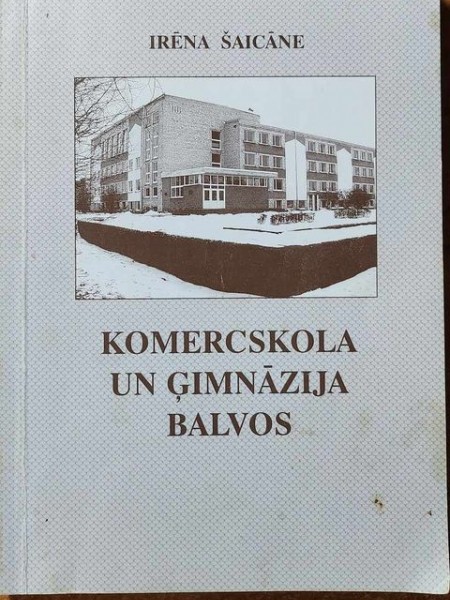 IRĒNA ŠAICĀNE
KOMERCSKOLA
UN ĢIMNĀZIJA
BALVOS